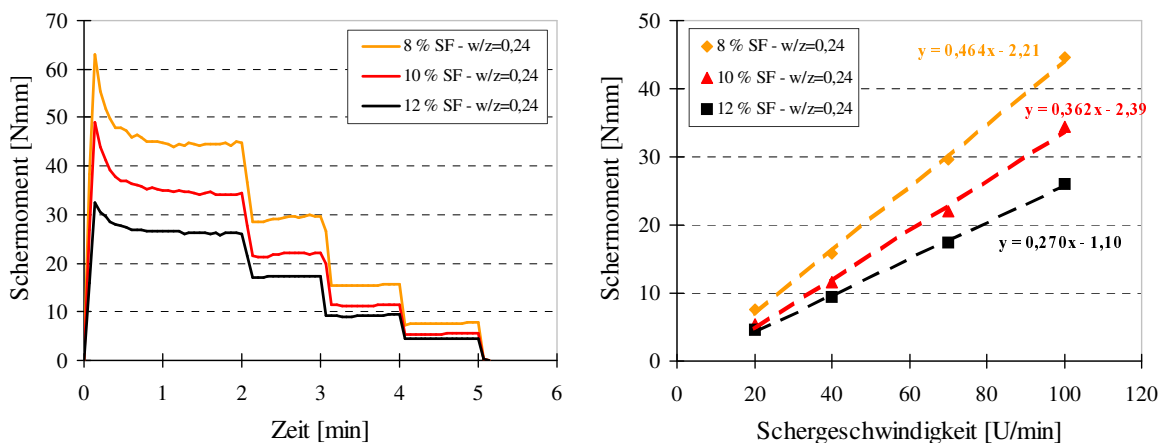 70
60
50
40
30
20
10
0
Schermoment [Nmm]
8 % SF - w/z=0,24
10 % SF - w/z=0,24
12 % SF - w/z=0,24
0 1 2 3 4 5 6
Zeit [min]
50
40
30
20
10
0
Schermoment [Nmm]
8 % SF - w/z=0,24
10 % SF - w/z=0,24
12 % SF - w/z=0,24
y = 0,464x - 2,21
y = 0,362x - 2,39
y = 0,270x - 1,10
0 20 40 60 80 100 120
Schergeschwindigkeit [U/min]